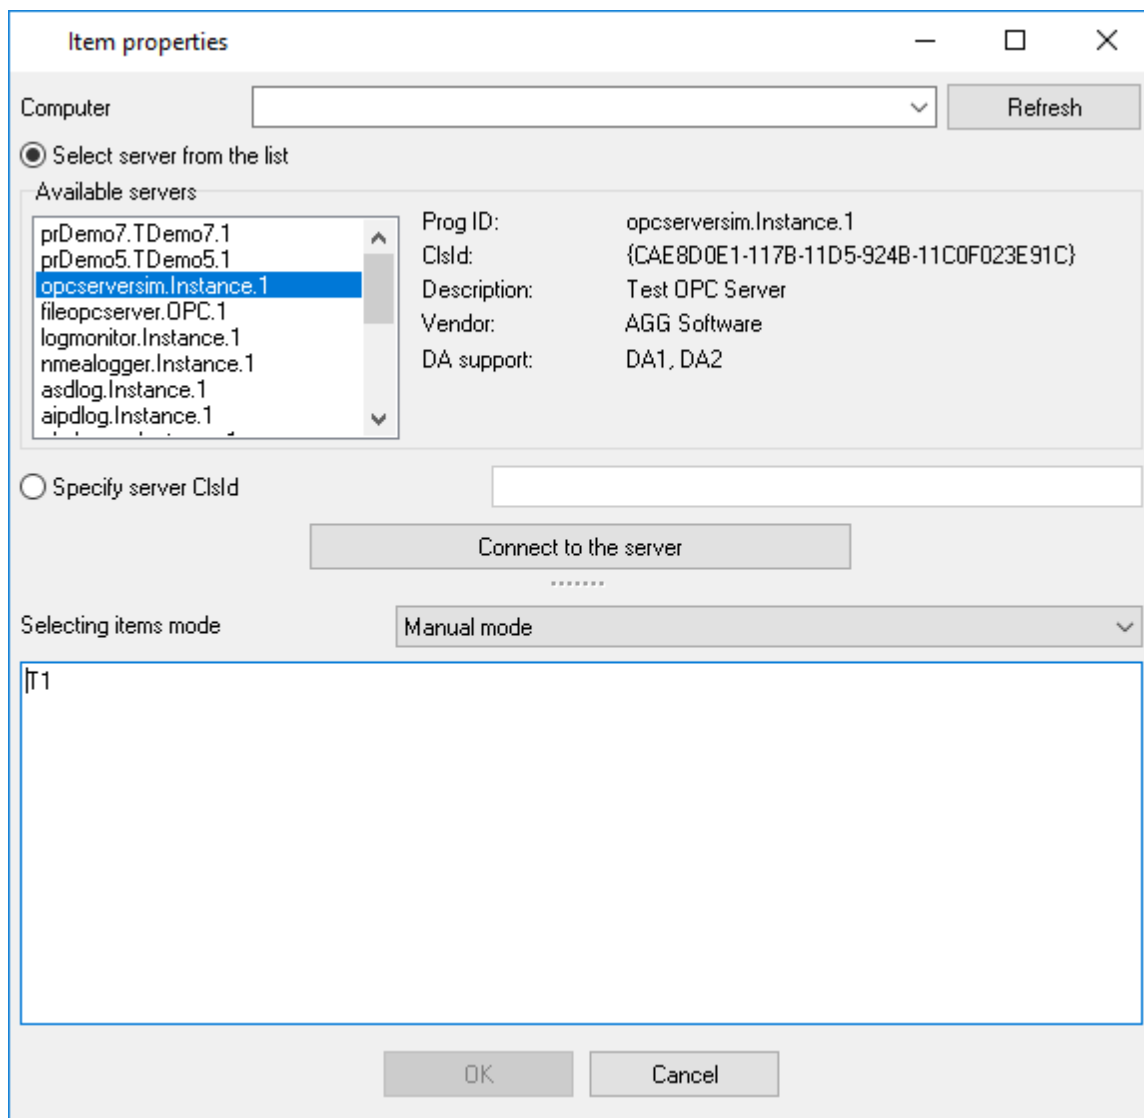 Item properties
Computer
Refresh
Select server from the list
Available servers
prDemo7.TDemo7.1
prDemo5.TDemo5.1
opcserversim.Instance.1
fileopcserver.OPC.1
logmonitor.Instance.1
nmealogger.Instance.1
asdlog.Instance.1
aipdlog.Instance.1
Prog ID: opcserversim.Instance.1
ClsId: {CAE8D0E1-117B-11D5-924B-11C0F023E91C}
Description: Test OPC Server
Vendor: AGG Software
DA support: DA1, DA2
Specify server ClsId
Connect to the server
Selecting items mode Manual mode
T1
OK Cancel